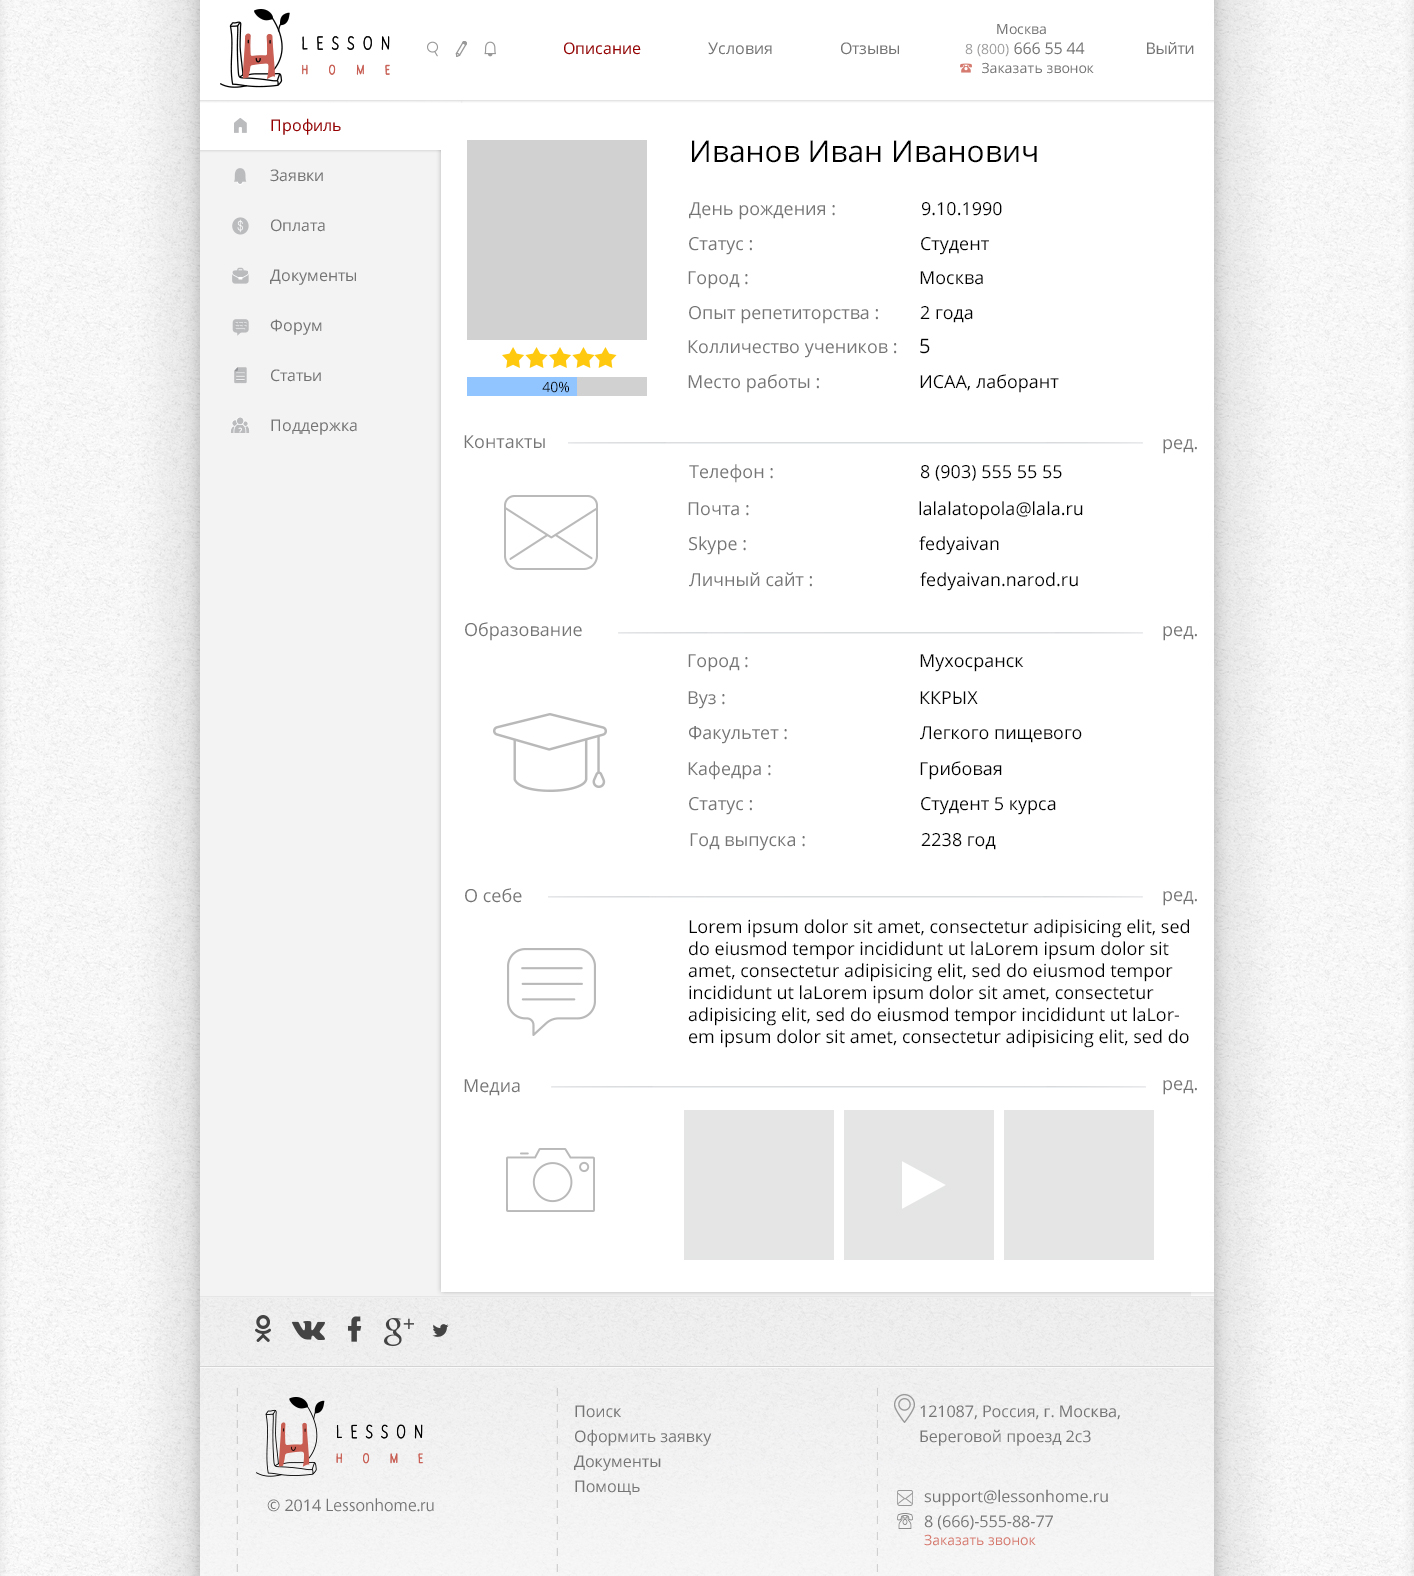 LESSON
HOME
Описание
Условия
Отзывы
Москва
8 (800) 666 55 44
Заказать звонок
Выйти
Профиль
Заявки
Оплата
Документы
Форум
Статьи
Поддержка
40%
Иванов Иван Иванович
День рождения : 9.10.1990
Статус : Студент
Город : Москва
Опыт репетиторства : 2 года
Колличество учеников : 5
Место работы : ИСАА, лаборант
Контакты ред.
Телефон : 8 (903) 555 55 55
Почта : lalalatopola@lala.ru
Skype : fedyaivan
Личный сайт : fedyaivan.narod.ru
Образование ред.
Город : Мухосранск
Вуз : ККРЫХ
Факультет : Легкого пищевого
Кафедра : Грибовая
Статус : Студент 5 курса
Год выпуска : 2238 год
О себе ред.
Lorem ipsum dolor sit amet, consectetur adipisicing elit, sed
do eiusmod tempor incididunt ut laLorem ipsum dolor sit
amet, consectetur adipisicing elit, sed do eiusmod tempor
incididunt ut laLorem ipsum dolor sit amet, consectetur
adipisicing elit, sed do eiusmod tempor incididunt ut laLor-
em ipsum dolor sit amet, consectetur adipisicing elit, sed do
Медиа ред.
LESSON
HOME
© 2014 Lessonhome.ru
Поиск
Оформить заявку
Документы
Помощь
121087, Россия, г. Москва,
Береговой проезд 2с3
support@lessonhome.ru
8 (666)-555-88-77
Заказать звонок